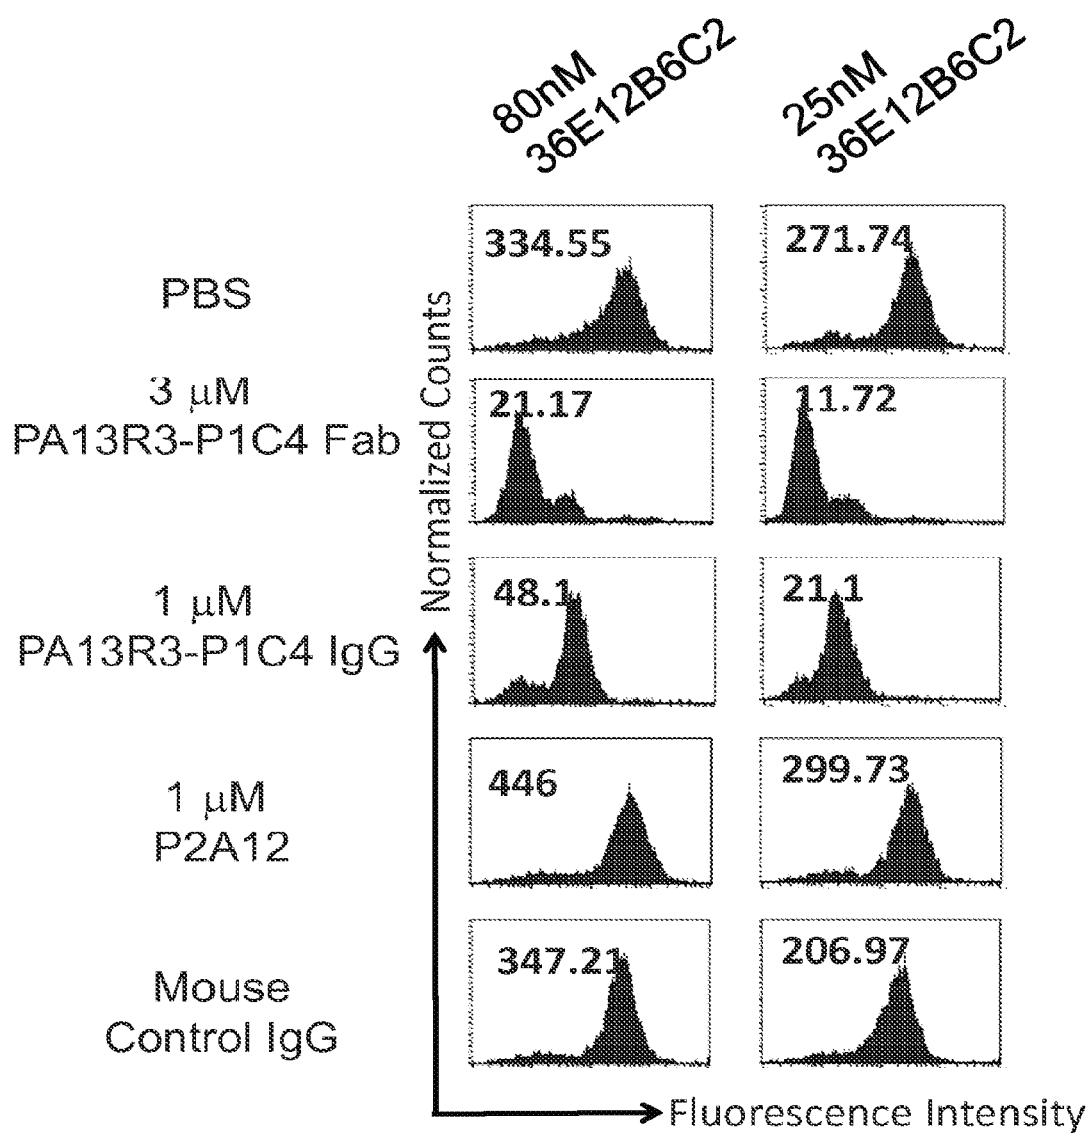 80nM
36E12B6C2
25nM
36E12B6C2
PBS
334.55
271.74
3 μM
PA13R3-P1C4 Fab
21.17
11.72
1 μM
PA13R3-P1C4 IgG
48.1
21.1
1 μM
P2A12
446
299.73
Mouse
Control IgG
347.21
206.97
Normalized Counts
Fluorescence Intensity